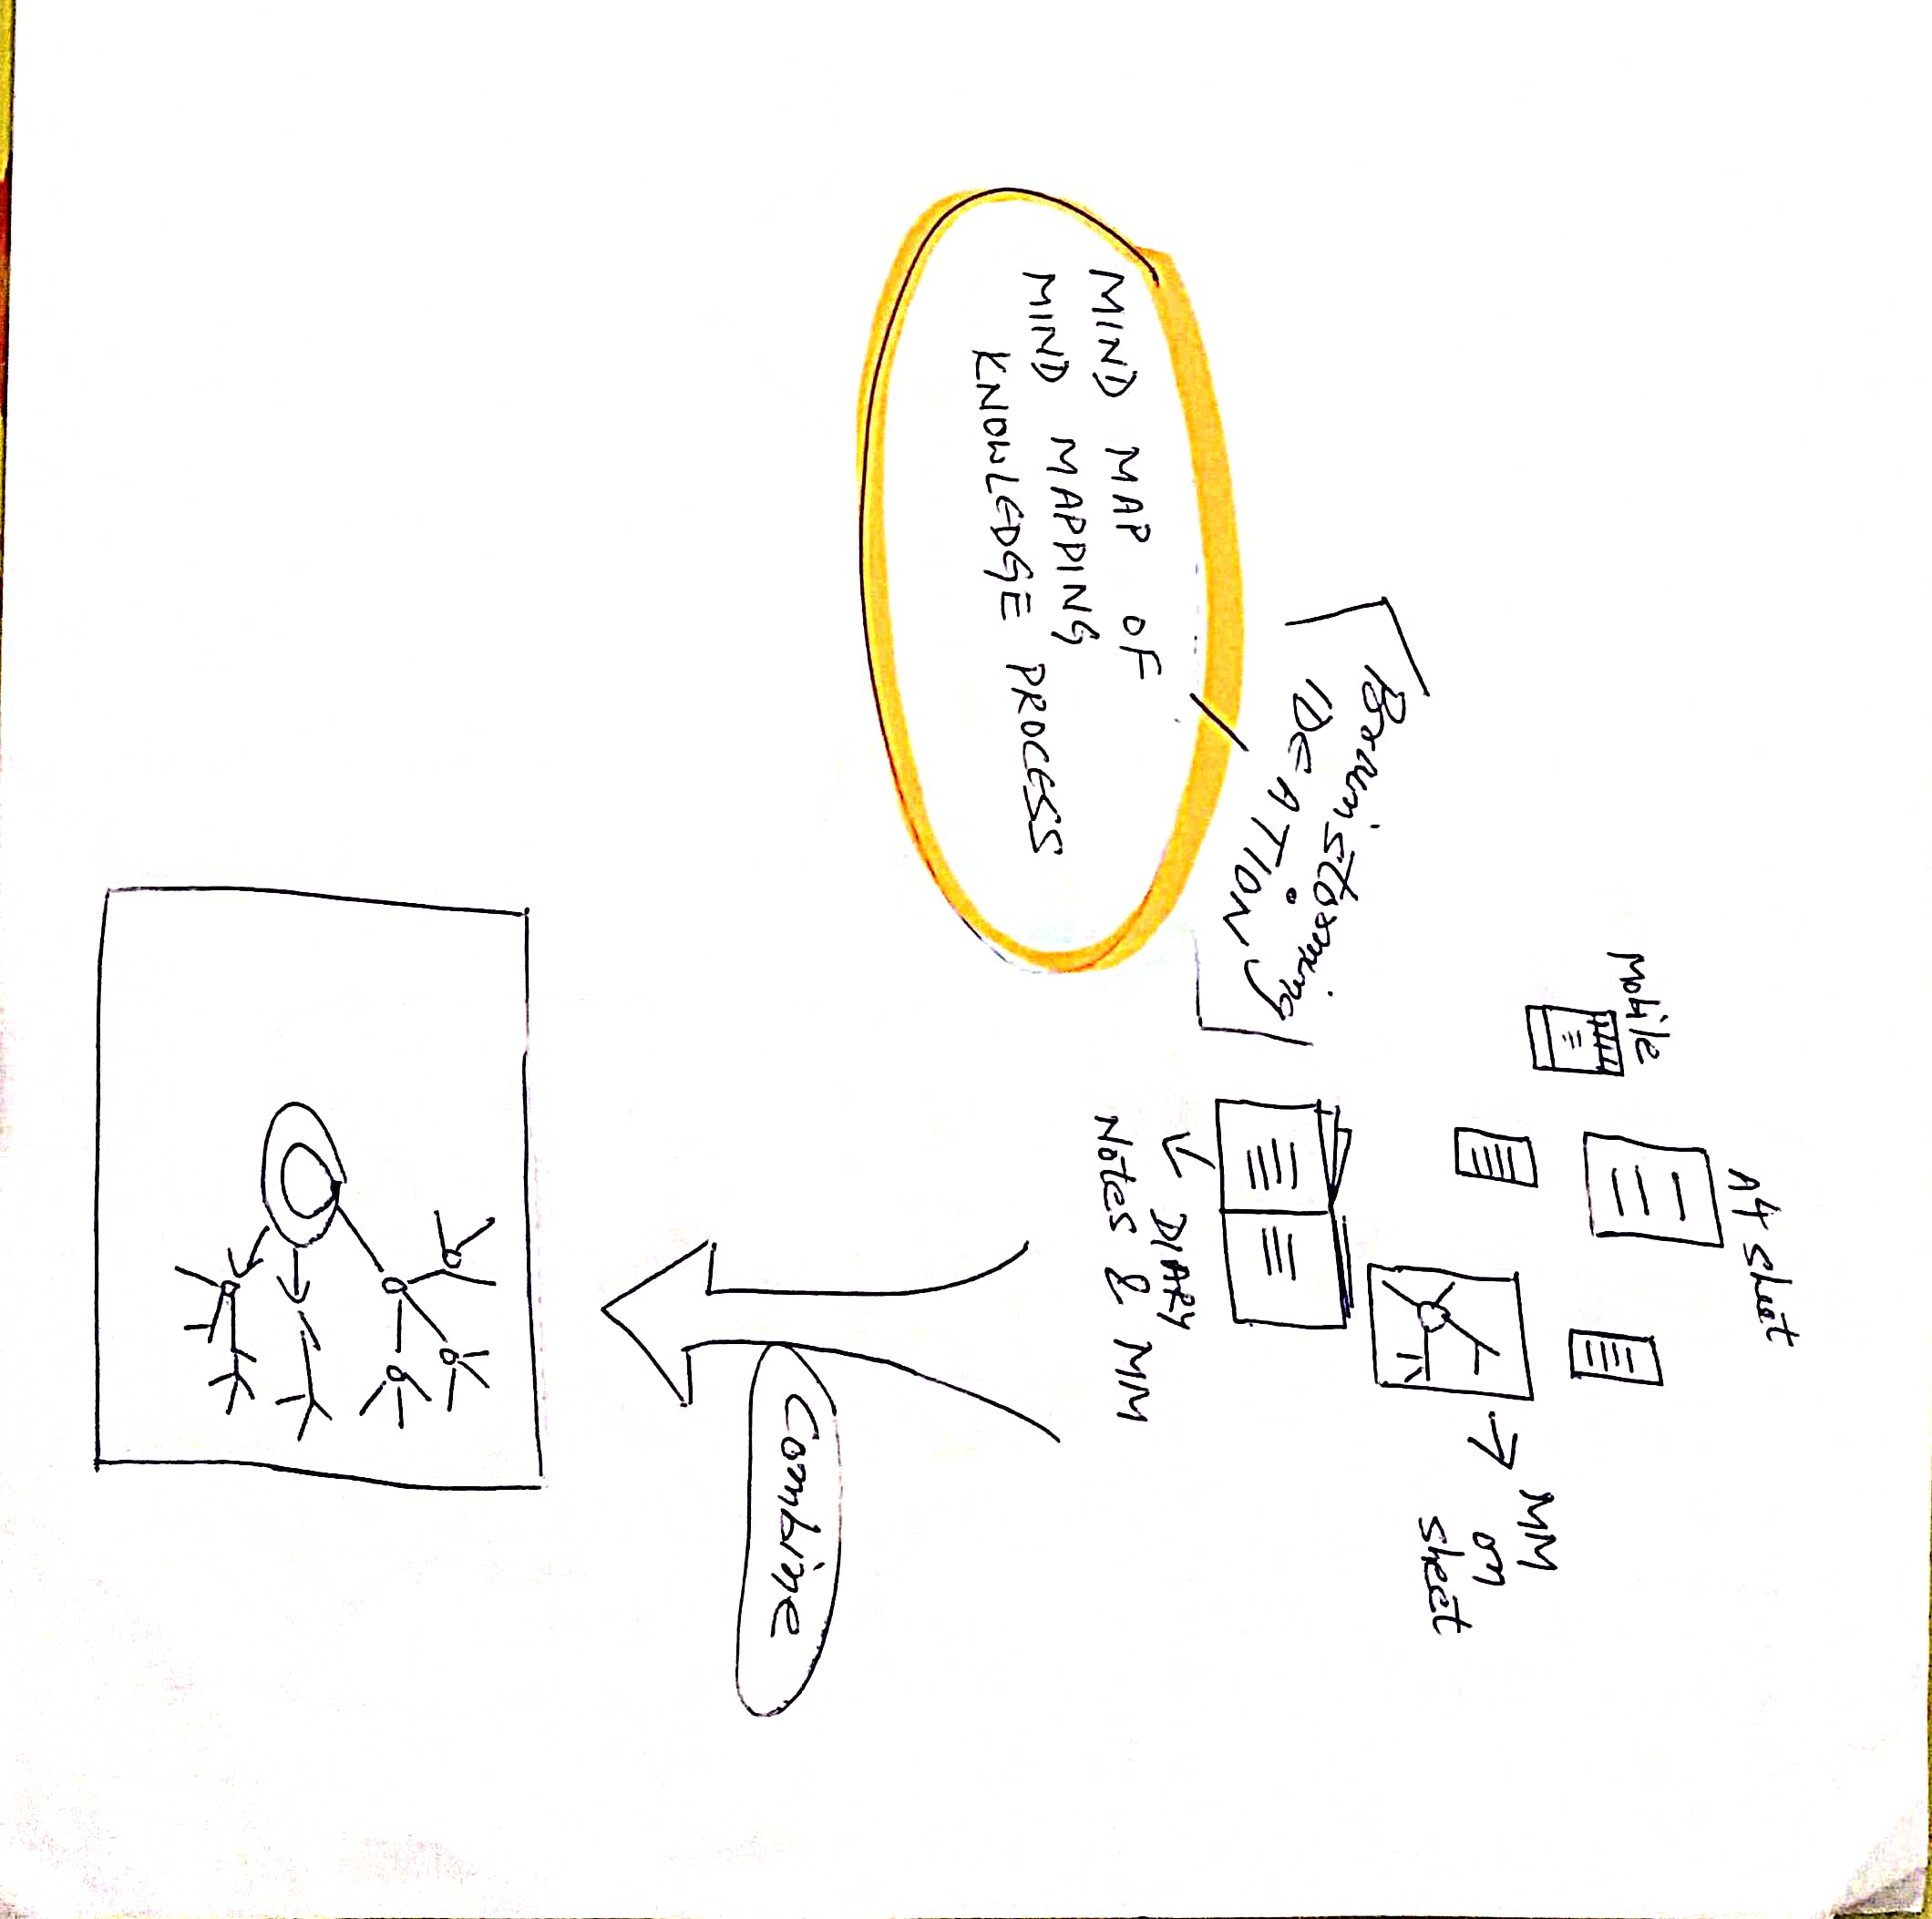 MIND MAP OF
MIND MAPPING
KNOWLEDGE PROCESS
Brainstorming
IDEATION
Mobile
A4 sheet
MM
on
sheet
DIARY
Notes & MM
Combine